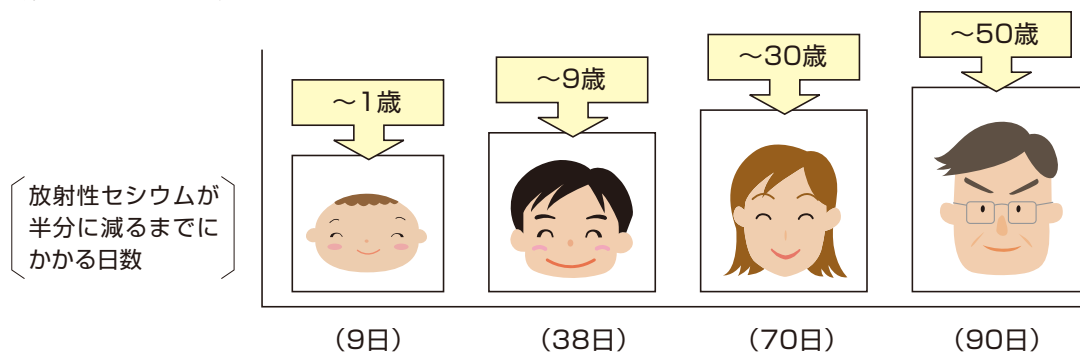 ~1歳
~9歳
~30歳
~50歳
放射性セシウムが
半分に減るまでに
かかる日数
(9日)
(38日)
(70日)
(90日)